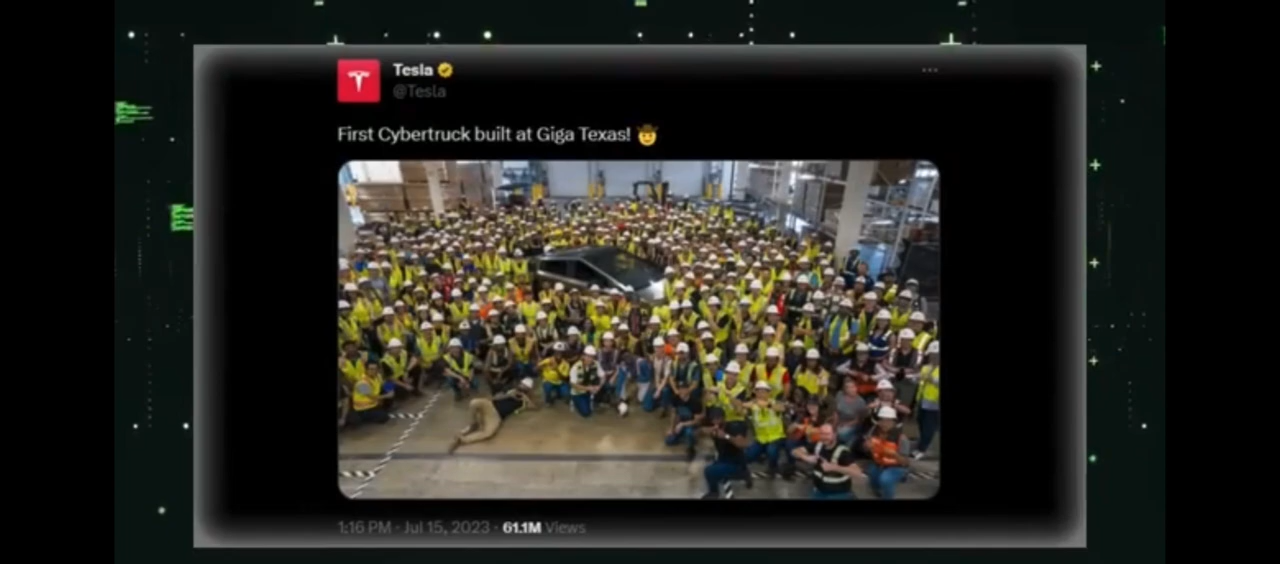 Tesla
@Tesla
First Cybertruck built at Giga Texas! 🤠
1:16 PM · Jul 15, 2023 · 61.1M Views